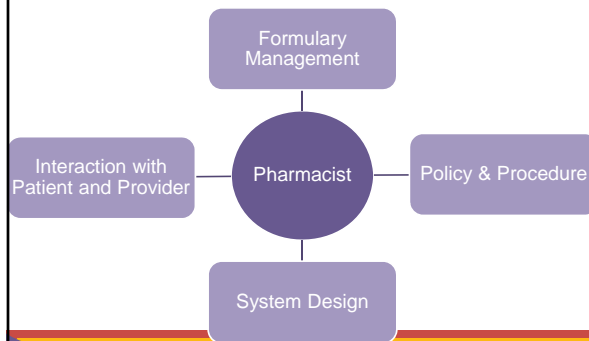 Formulary
Management
Interaction with
Patient and Provider
Pharmacist
Policy & Procedure
System Design